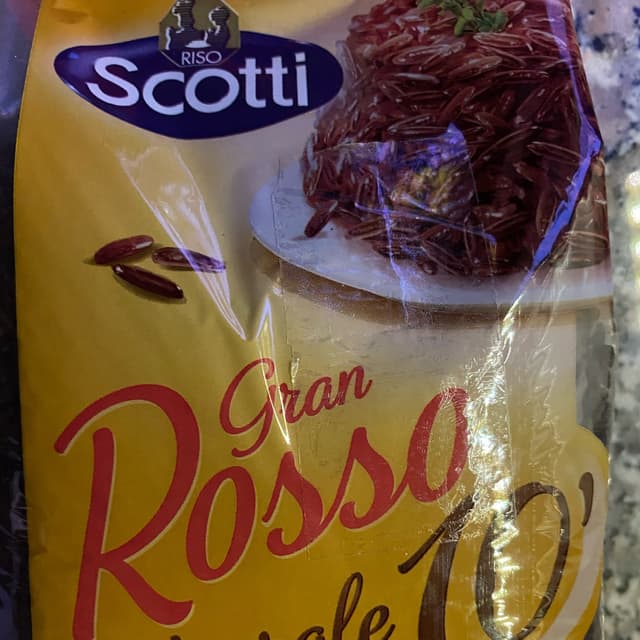 RISO
Scotti
Gran
Rosso
10'